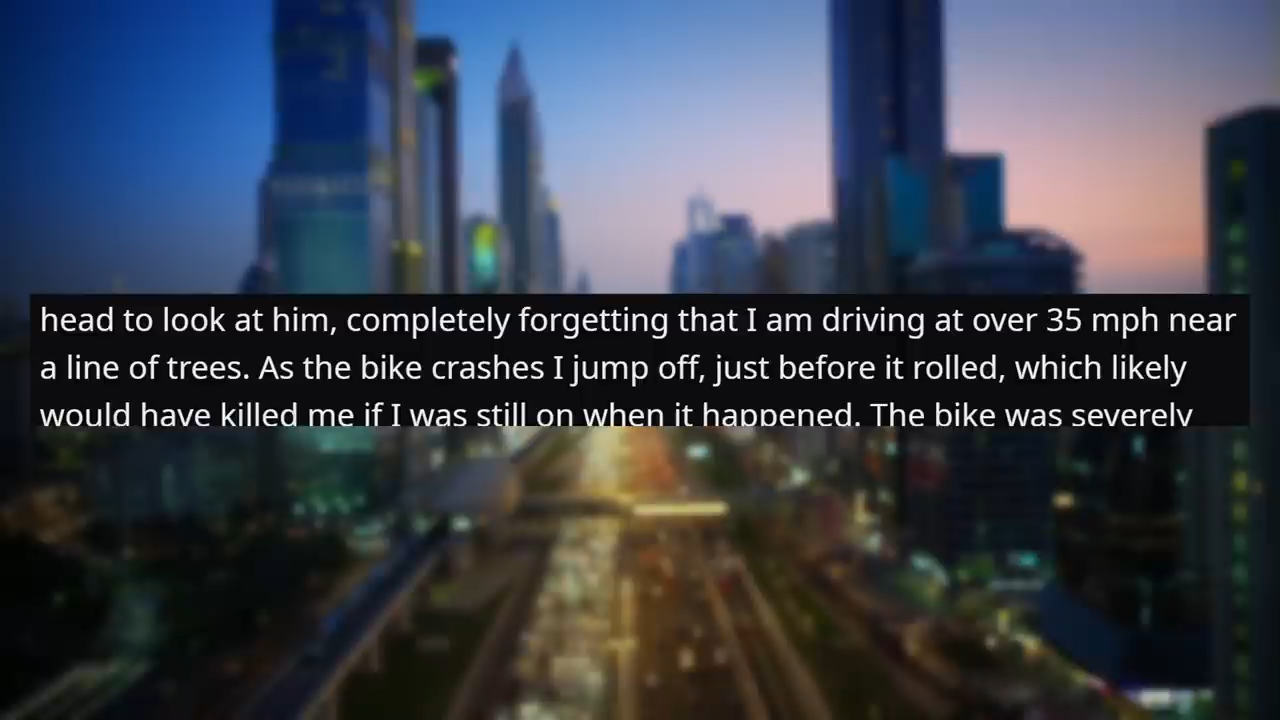 head to look at him, completely forgetting that I am driving at over 35 mph near
a line of trees. As the bike crashes I jump off, just before it rolled, which likely
would have killed me if I was still on when it happened. The bike was severely